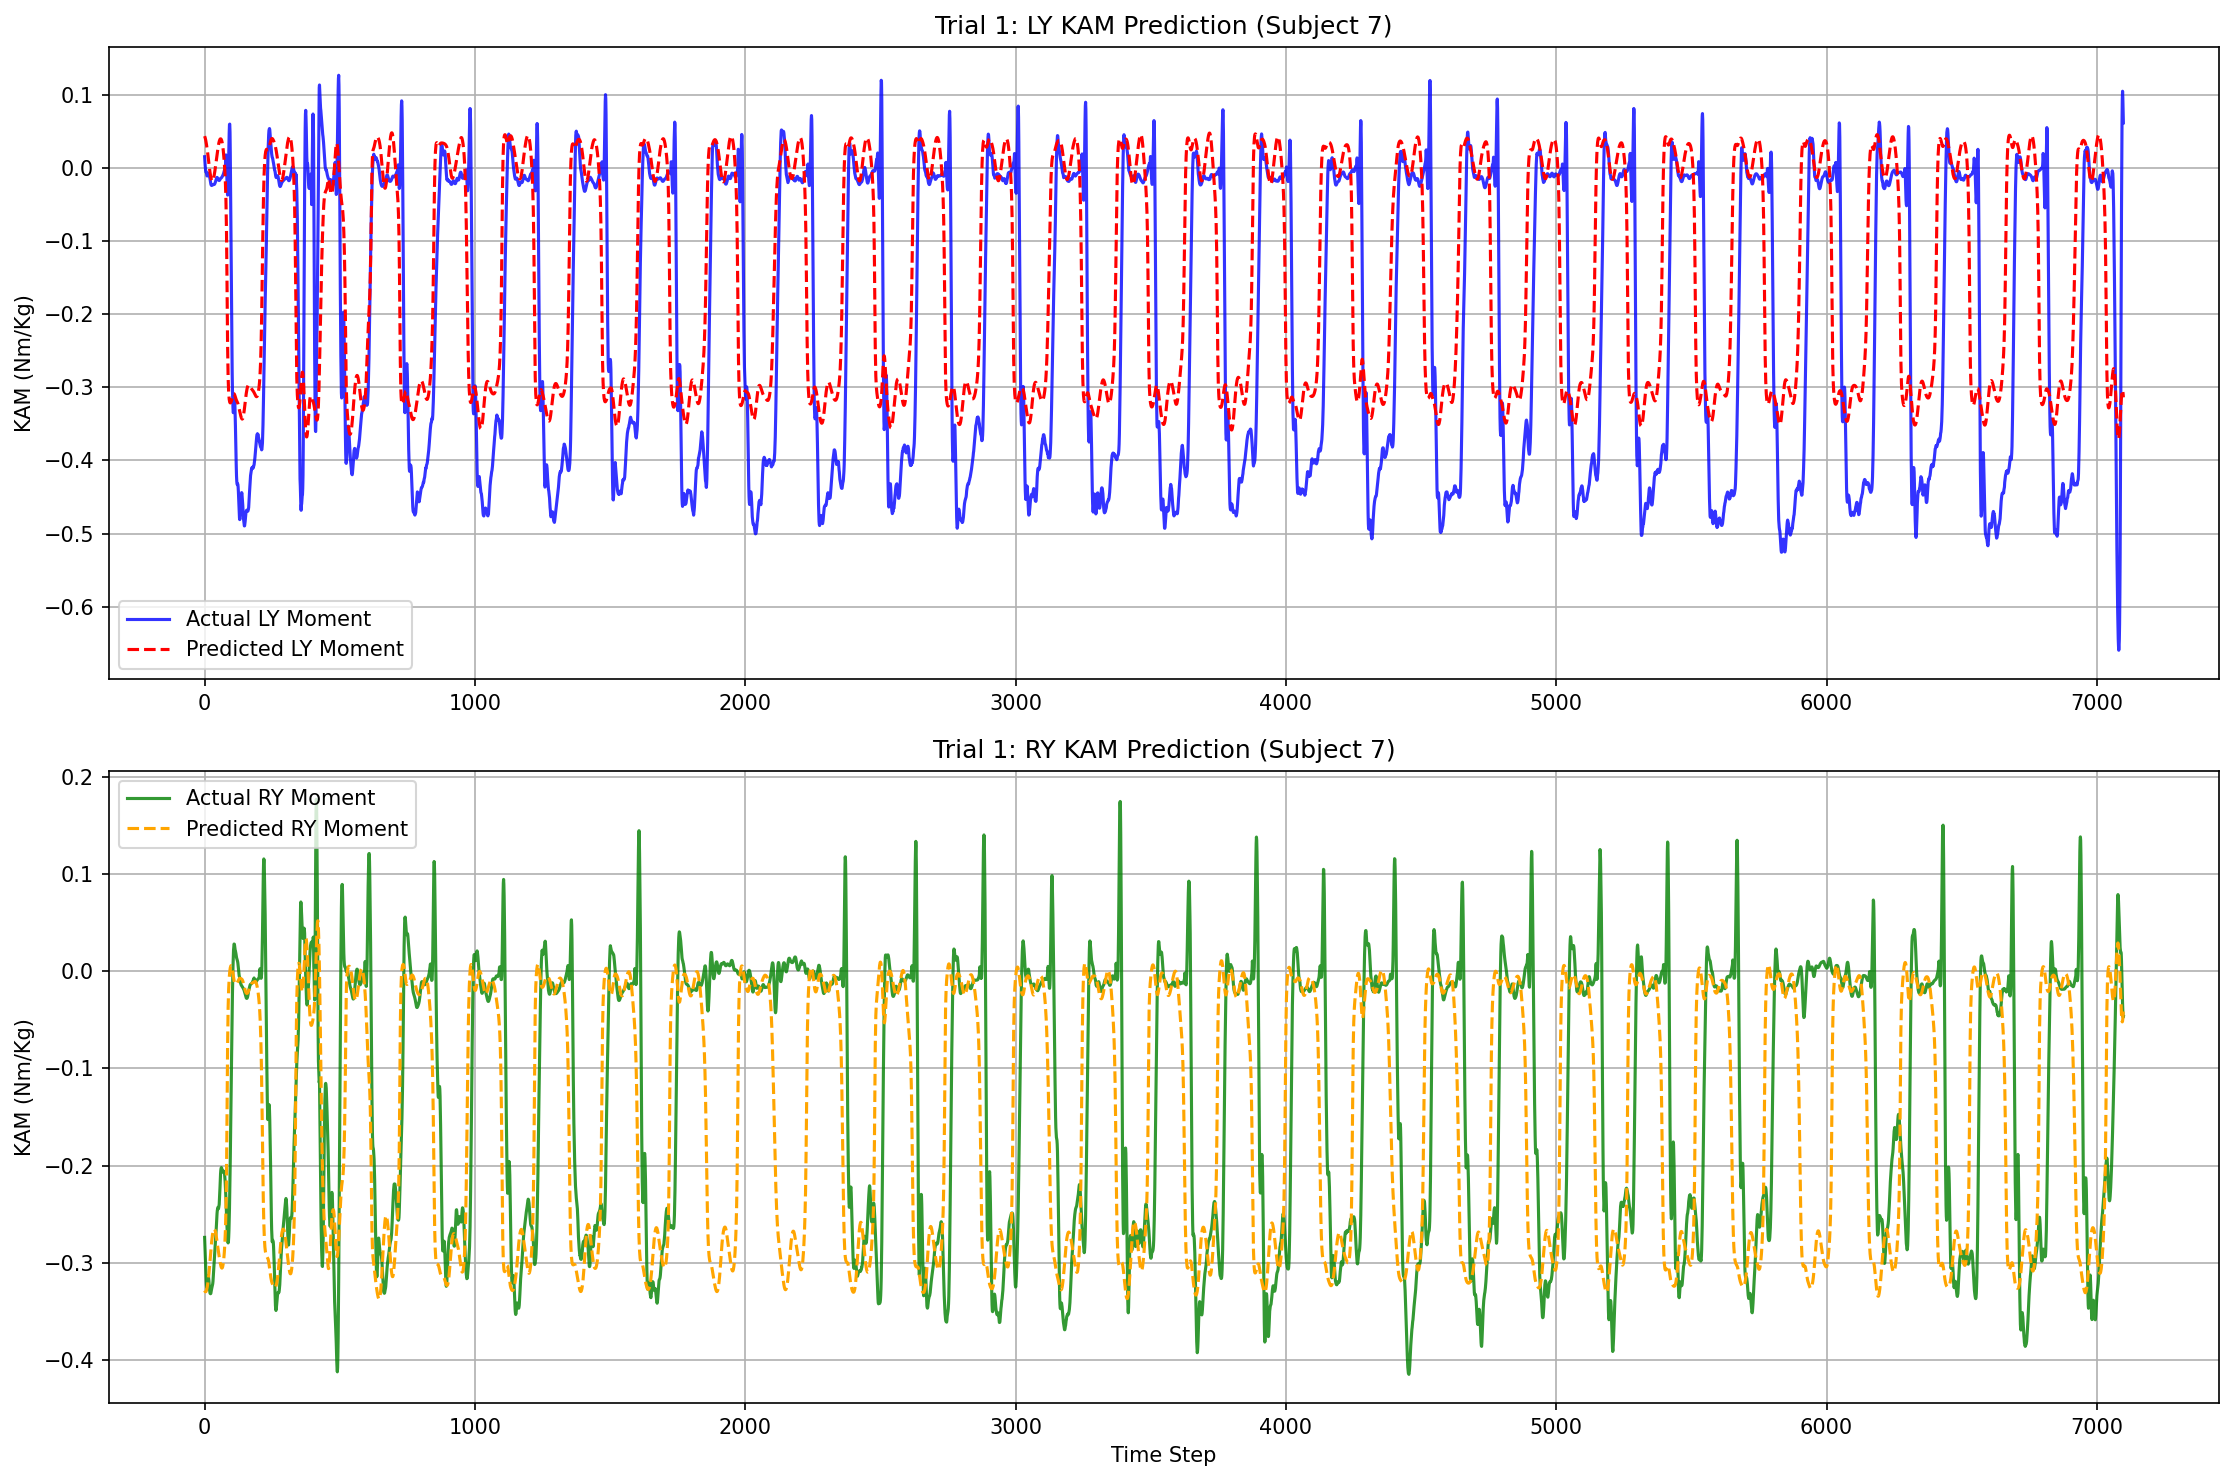 Trial 1: LY KAM Prediction (Subject 7)
0.1
0.0
−0.1
−0.2
−0.3
−0.4
−0.5
−0.6
KAM (Nm/Kg)
Actual LY Moment
Predicted LY Moment
0 1000 2000 3000 4000 5000 6000 7000
Trial 1: RY KAM Prediction (Subject 7)
0.2
0.1
0.0
−0.1
−0.2
−0.3
−0.4
KAM (Nm/Kg)
Actual RY Moment
Predicted RY Moment
0 1000 2000 3000 4000 5000 6000 7000
Time Step